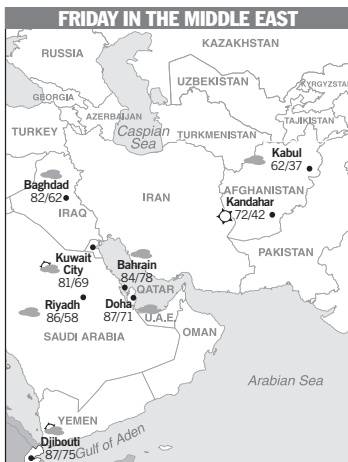 FRIDAY IN THE MIDDLE EAST
KAZAKHSTAN
RUSSIA
UZBEKISTAN
KYRGYZSTAN
GEORGIA
AZERBAIJAN
TAJIKISTAN
TURKEY
Caspian
Sea
TURKMENISTAN
Kabul
62/37
Baghdad
82/62
IRAQ
IRAN
AFGHANISTAN
Kandahar
72/42
PAKISTAN
Kuwait
City
81/69
Bahrain
84/78
QATAR
Riyadh
86/58
Doha
87/71
U.A.E.
SAUDI ARABIA
OMAN
Arabian Sea
YEMEN
Djibouti
87/75
Gulf of Aden